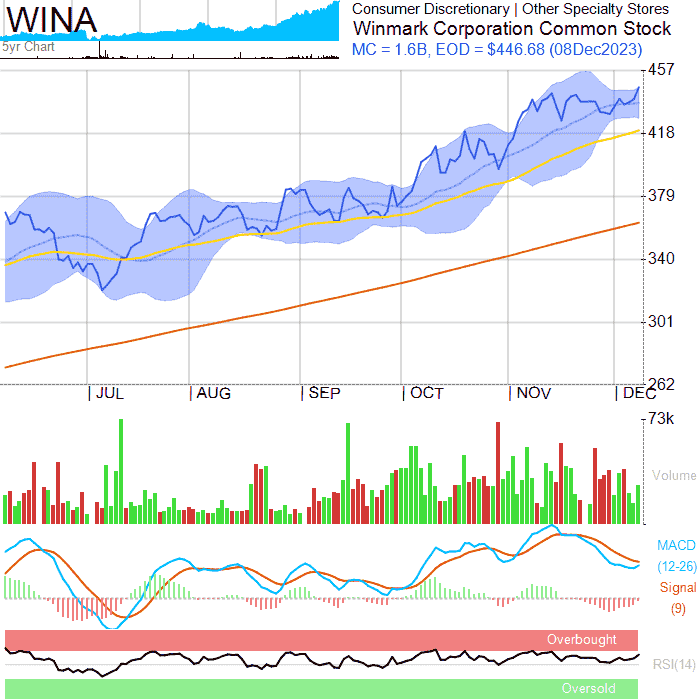 WINA
5yr Chart
Consumer Discretionary | Other Specialty Stores
Winmark Corporation Common Stock
MC = 1.6B, EOD = $446.68 (08Dec2023)
457
418
379
340
301
262
JUL
AUG
SEP
OCT
NOV
DEC
73k
Volume
MACD
(12-26)
Signal
(9)
Overbought
RSI(14)
Oversold